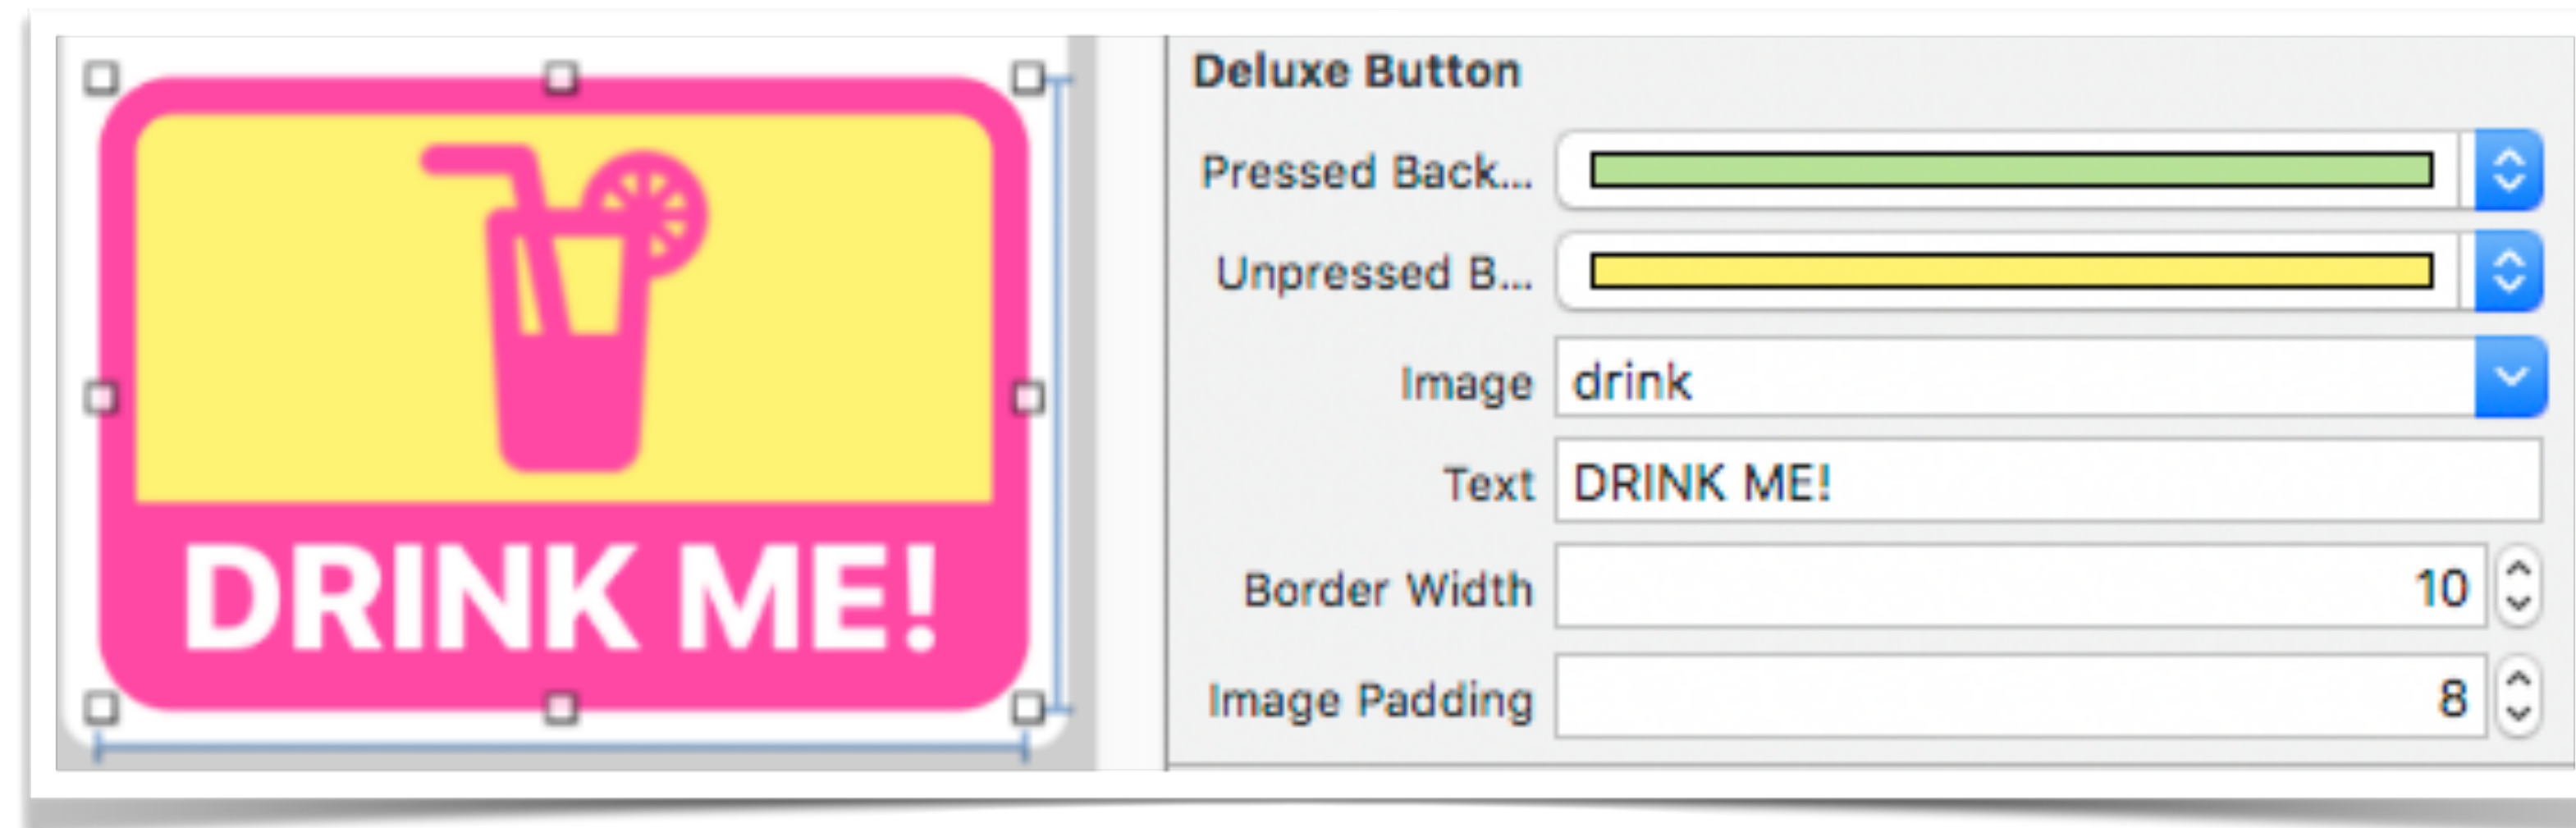 DRINK ME!
Deluxe Button
Pressed Back...
Unpressed B...
Image drink
Text DRINK ME!
Border Width 10
Image Padding 8